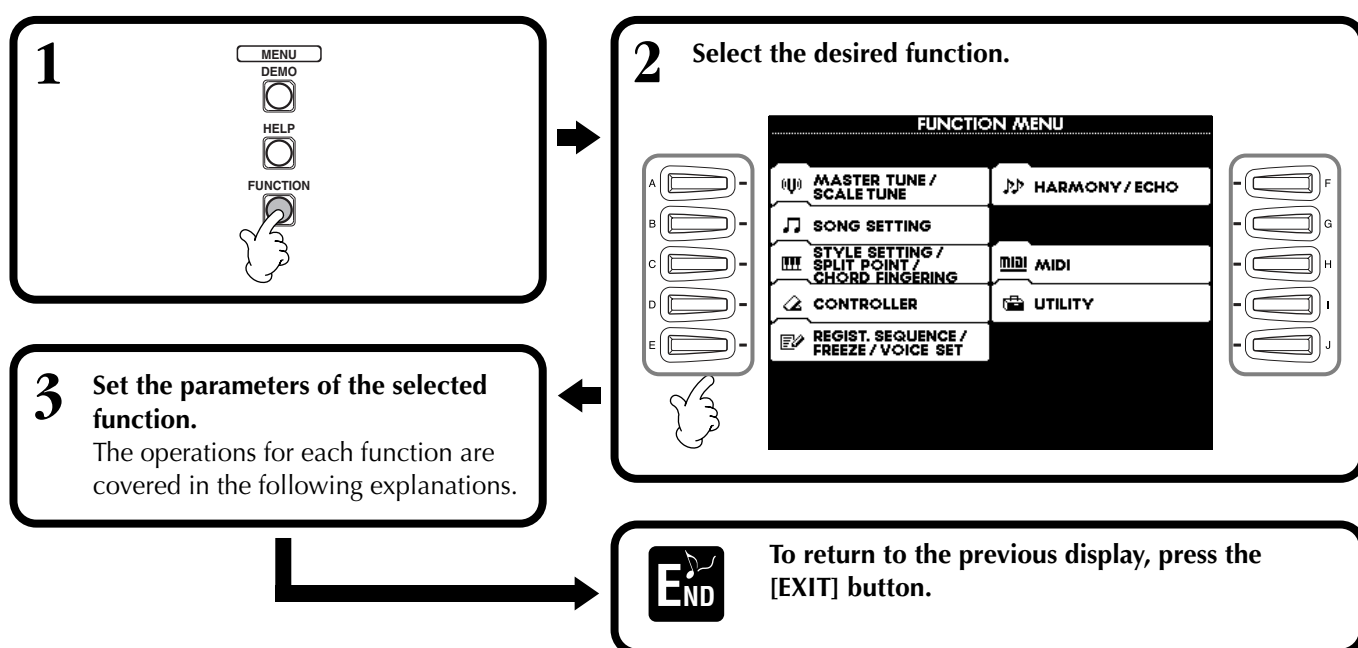 1
MENU
DEMO
HELP
FUNCTION
2 Select the desired function.
FUNCTION MENU
A
B
C
D
E
MASTER TUNE /
SCALE TUNE
SONG SETTING
STYLE SETTING /
SPLIT POINT /
CHORD FINGERING
CONTROLLER
REGIST. SEQUENCE /
FREEZE / VOICE SET
HARMONY / ECHO
MIDI MIDI
UTILITY
F
G
H
I
J
3 Set the parameters of the selected
function.
The operations for each function are
covered in the following explanations.
END
To return to the previous display, press the
[EXIT] button.